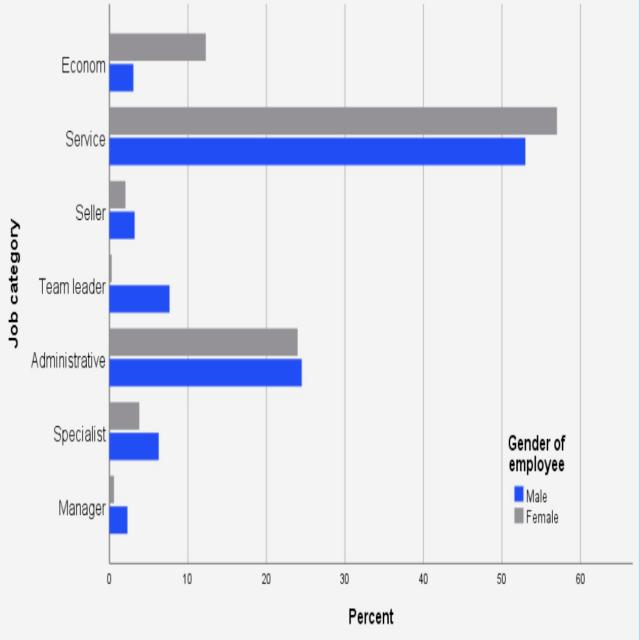 Econom
Service
Seller
Team leader
Administrative
Specialist
Manager
Job category
Gender of
employee
Male
Female
0 10 20 30 40 50 60
Percent